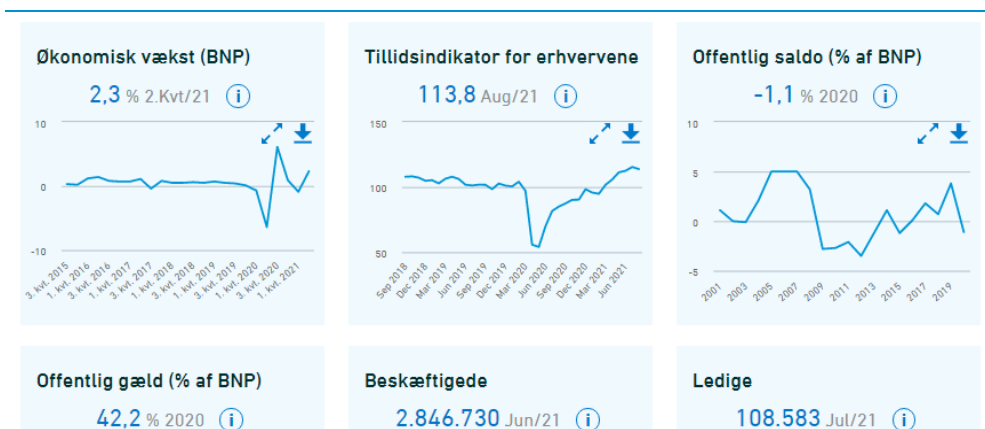 Økonomisk vækst (BNP)
2,3 % 2.Kvt/21 i
10
0
-10
3. kvt. 2015
1. kvt. 2016
3. kvt. 2016
1. kvt. 2017
3. kvt. 2017
1. kvt. 2018
3. kvt. 2018
1. kvt. 2019
3. kvt. 2019
1. kvt. 2020
3. kvt. 2020
1. kvt. 2021
Tillidsindikator for erhvervene
113,8 Aug/21 i
150
100
50
Sep 2018
Dec 2018
Mar 2019
Jun 2019
Sep 2019
Dec 2019
Mar 2020
Jun 2020
Sep 2020
Dec 2020
Mar 2021
Jun 2021
Offentlig saldo (% af BNP)
-1,1 % 2020 i
10
5
0
-5
2001
2003
2005
2007
2009
2011
2013
2015
2017
2019
Offentlig gæld (% af BNP)
42,2 % 2020 i
Beskæftigede
2.846.730 Jun/21 i
Ledige
108.583 Jul/21 i